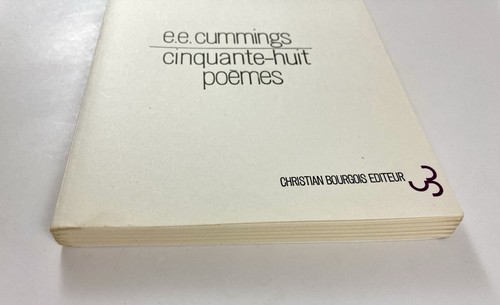 e.e.cummings
cinquante-huit
poèmes
CHRISTIAN BOURGOIS EDITEUR